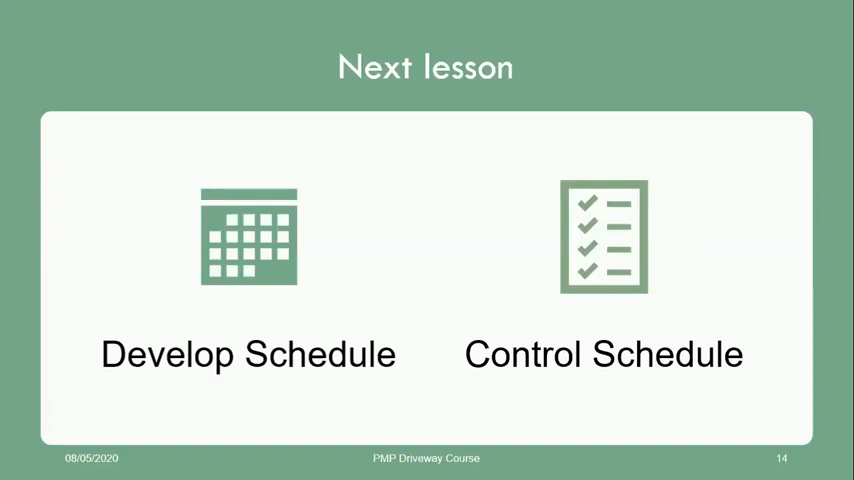 Next lesson
Develop Schedule
Control Schedule
08/05/2020
PMP Driveway Course
14